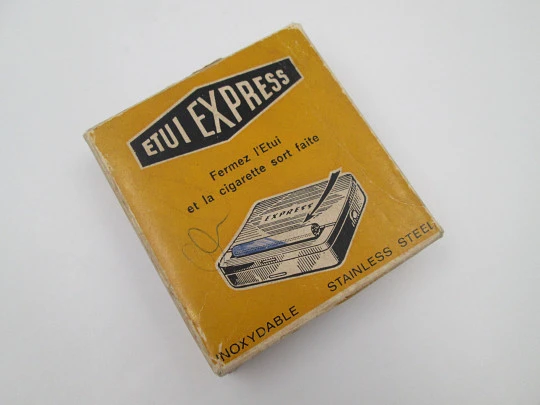 ETUI EXPRESS
Fermez l'Etui
et la cigarette sort faite
EXPRESS
INOXYDABLE STAINLESS STEEL